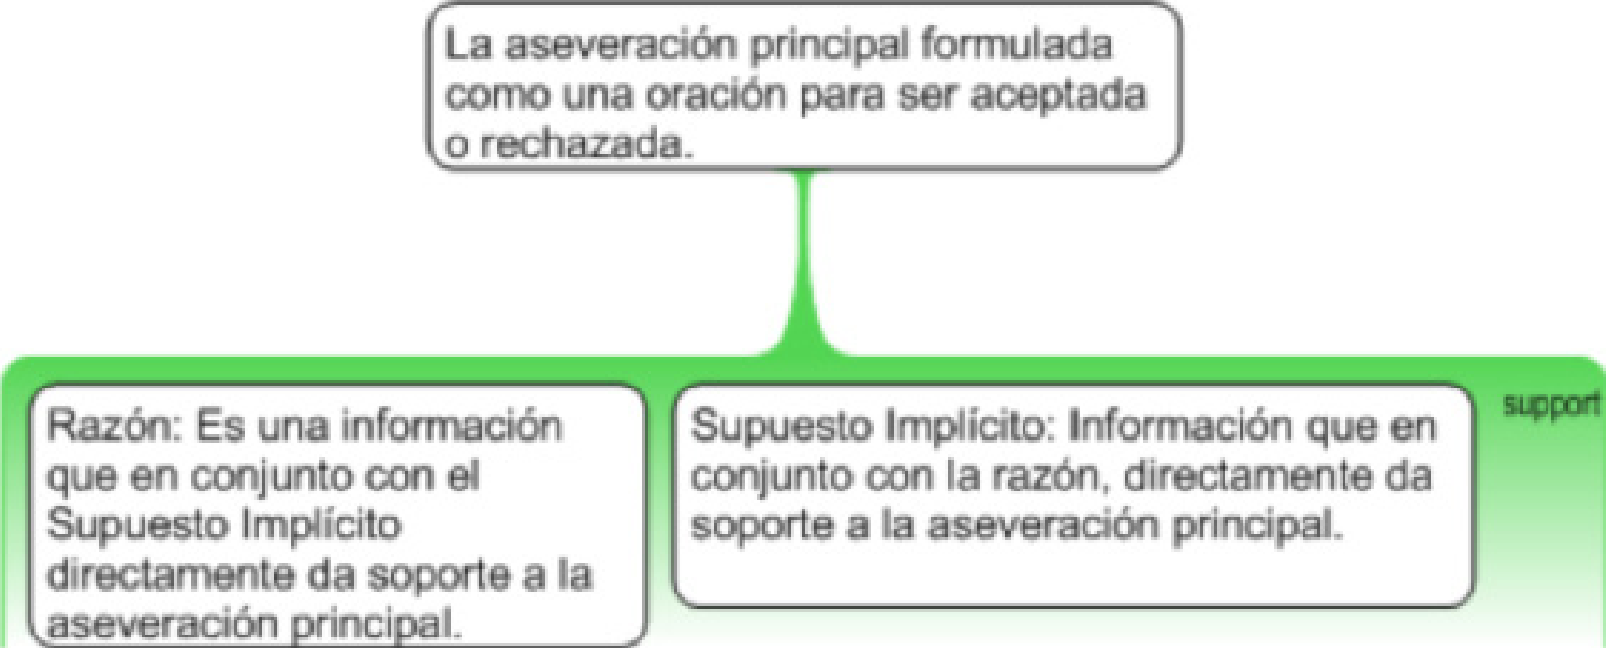 La aseveración principal formulada
como una oración para ser aceptada
o rechazada.
Razón: Es una información
que en conjunto con el
Supuesto Implícito
directamente da soporte a la
aseveración principal.
Supuesto Implícito: Información que en
conjunto con la razón, directamente da
soporte a la aseveración principal.
support